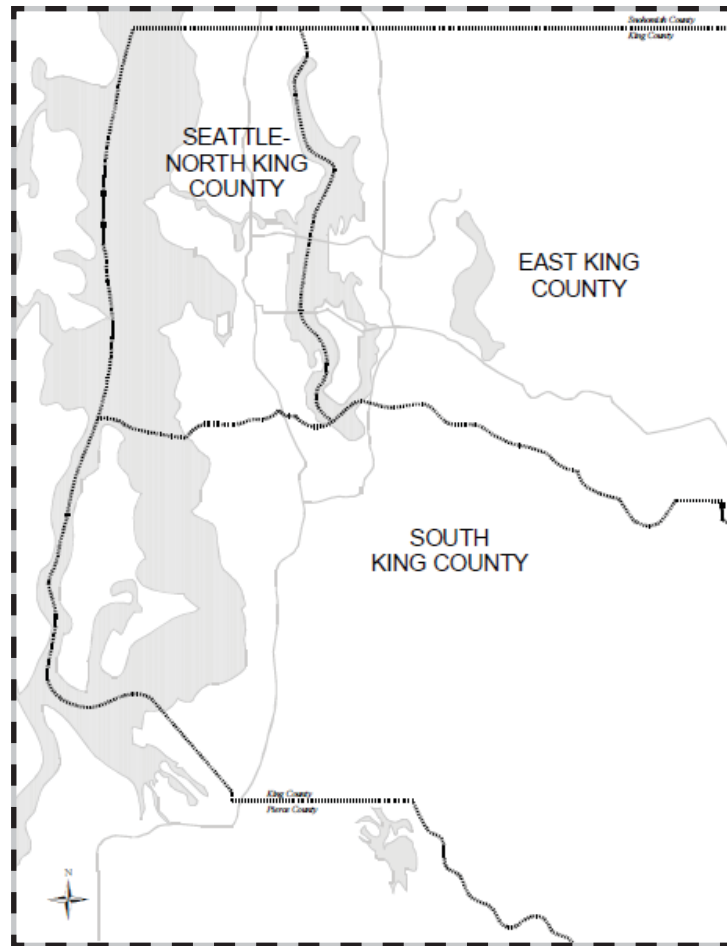 Snohomish County
King County
SEATTLE-
NORTH KING
COUNTY
EAST KING
COUNTY
SOUTH
KING COUNTY
King County
Pierce County
N